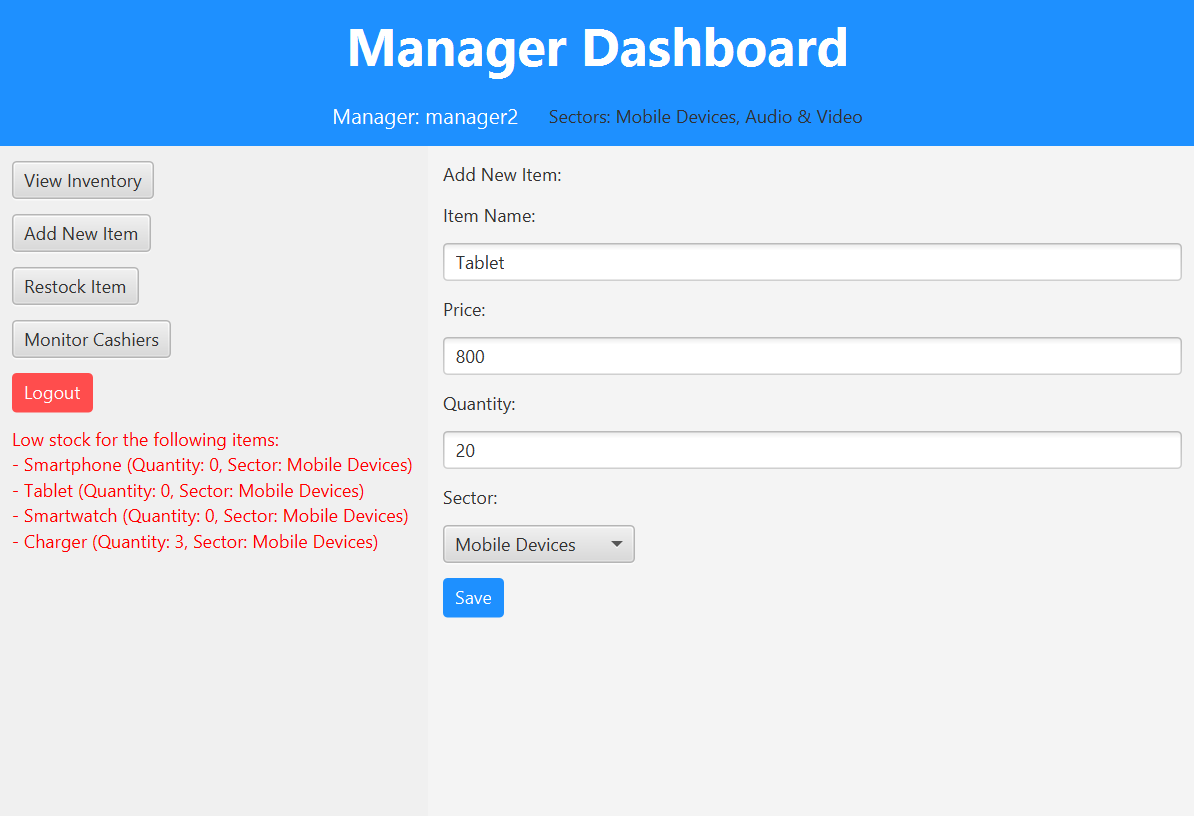 Manager Dashboard
Manager: manager2 Sectors: Mobile Devices, Audio & Video
View Inventory
Add New Item
Restock Item
Monitor Cashiers
Logout
Low stock for the following items:
- Smartphone (Quantity: 0, Sector: Mobile Devices)
- Tablet (Quantity: 0, Sector: Mobile Devices)
- Smartwatch (Quantity: 0, Sector: Mobile Devices)
- Charger (Quantity: 3, Sector: Mobile Devices)
Add New Item:
Item Name:
Tablet
Price:
800
Quantity:
20
Sector:
Mobile Devices
Save